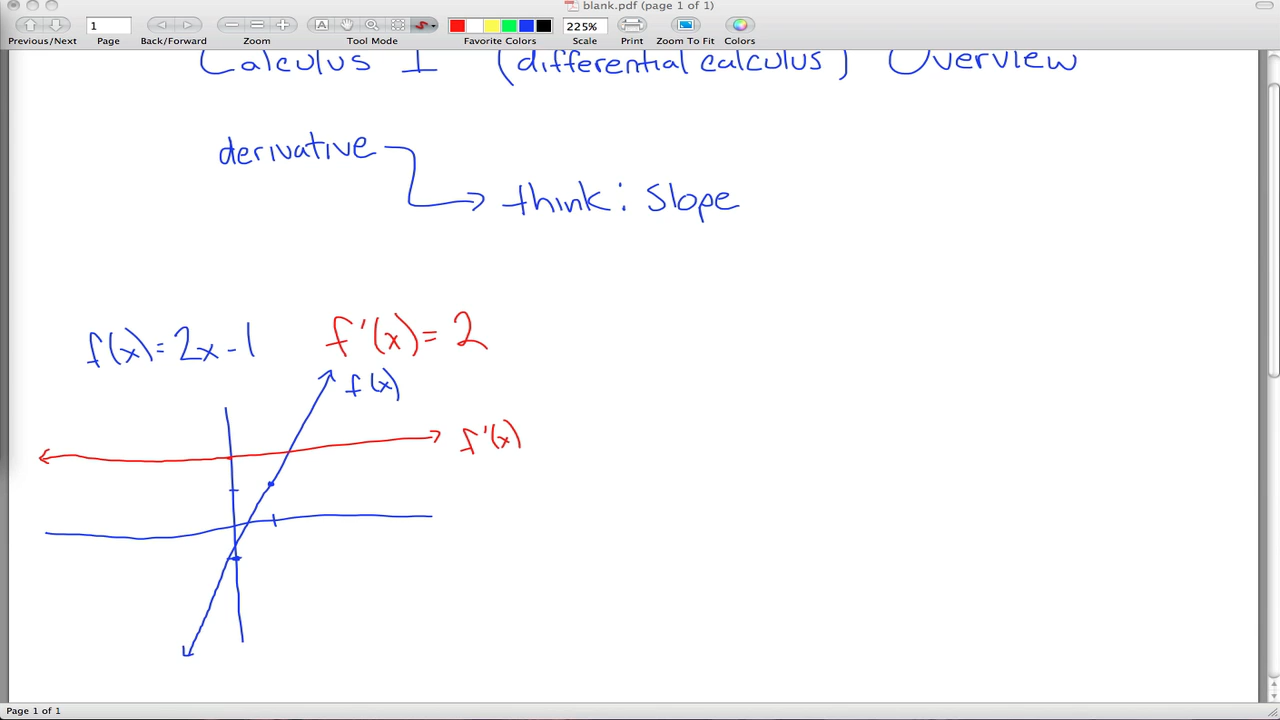 blank.pdf (page 1 of 1)
1
225%
Previous/Next Page Back/Forward Zoom Tool Mode Favorite Colors Scale Print Zoom To Fit Colors
A
Calculus I (differential calculus) Overview
derivative
think: Slope
f(x)=2x-1 f'(x)=2
f(x)
f'(x)
Page 1 of 1